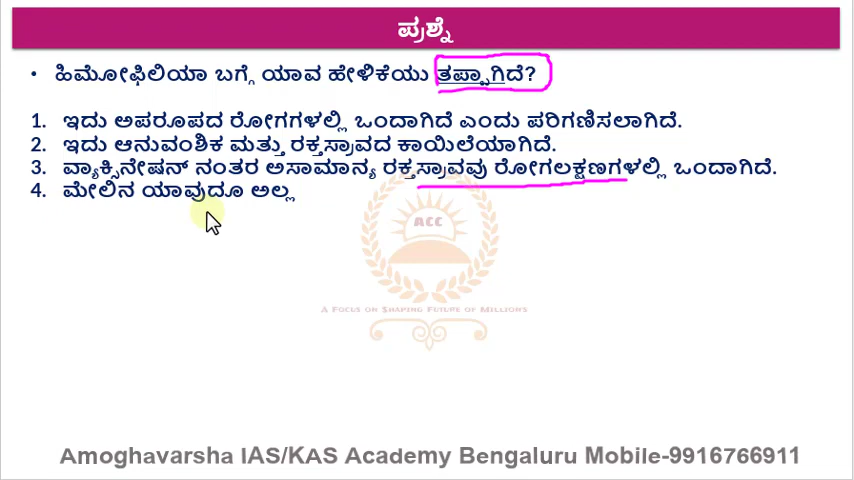 ಪ್ರಶ್ನೆ
• ಹಿಮೋಫಿಲಿಯಾ ಬಗ್ಗೆ ಯಾವ ಹೇಳಿಕೆಯು ತಪ್ಪಾಗಿದೆ?
1. ಇದು ಅಪರೂಪದ ರೋಗಗಳಲ್ಲಿ ಒಂದಾಗಿದೆ ಎಂದು ಪರಿಗಣಿಸಲಾಗಿದೆ.
2. ಇದು ಆನುವಂಶಿಕ ಮತ್ತು ರಕ್ತಸ್ರಾವದ ಕಾಯಿಲೆಯಾಗಿದೆ.
3. ವ್ಯಾಕ್ಸಿನೇಷನ್ ನಂತರ ಅಸಾಮಾನ್ಯ ರಕ್ತಸ್ರಾವವು ರೋಗಲಕ್ಷಣಗಳಲ್ಲಿ ಒಂದಾಗಿದೆ.
4. ಮೇಲಿನ ಯಾವುದೂ ಅಲ್ಲ
ACC
A Focus on Shaping Future of Millions
Amoghavarsha IAS/KAS Academy Bengaluru Mobile-9916766911